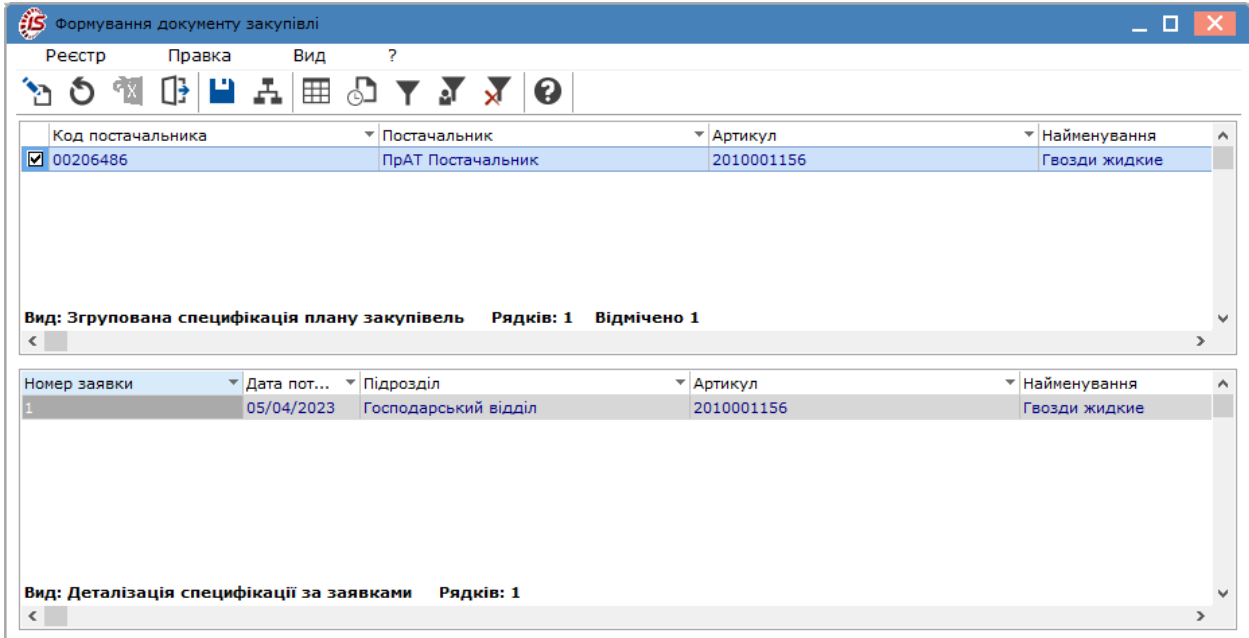 Формування документу закупівлі
Реєстр Правка Вид ?
Код постачальника Постачальник Артикул Найменування
00206486 ПрАТ Постачальник 2010001156 Гвозди жидкие
Вид: Згрупована специфікація плану закупівель Рядків: 1 Відмічено 1
Номер заявки Дата пот... Підрозділ Артикул Найменування
1 05/04/2023 Господарський відділ 2010001156 Гвозди жидкие
Вид: Деталізація специфікації за заявками Рядків: 1